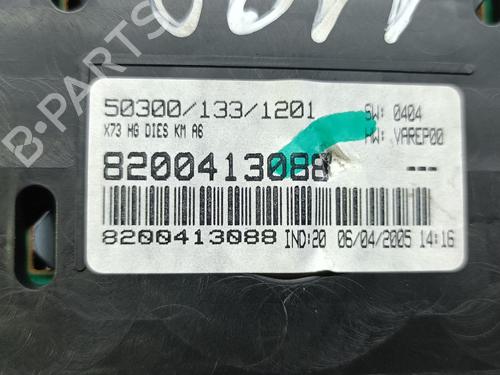 B-PARTS
50300/133/1201 SW: 0404
X73 HG DIES KM A6 HW: VAREP00
8200413088 ---
8200413088 IND:20 06/04/2005 14:16